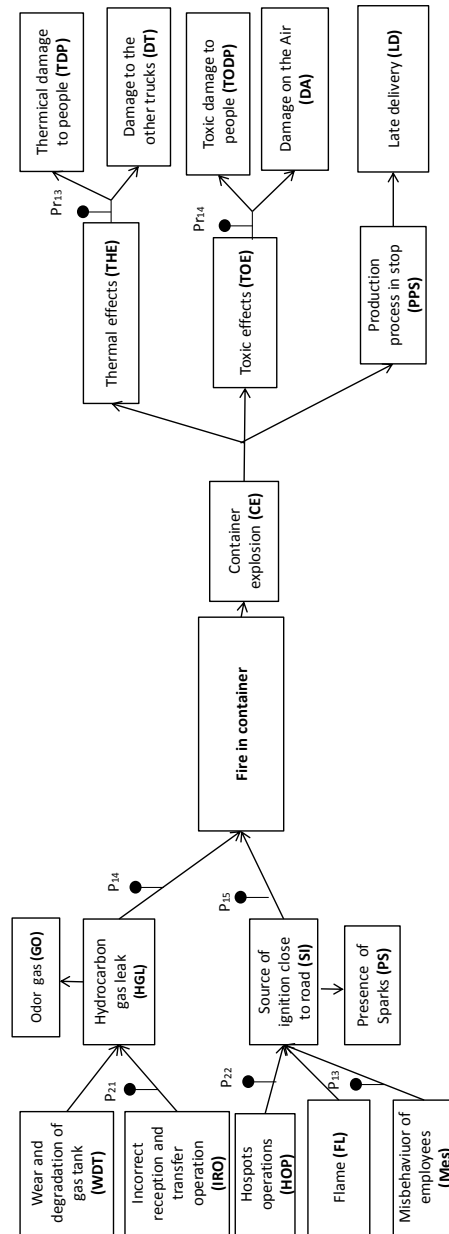 Wear and
degradation of
gas tank
(WDT)
Incorrect
reception and
transfer
operation
(IRO)
Hospots
operations
(HOP)
Flame (FL)
Misbehaviuor of
employees
(Mes)
P21
P22
P13
Odor gas (GO)
Hydrocarbon
gas leak
(HGL)
Source of
ignition close
to road (SI)
Presence of
Sparks (PS)
P14
P15
Fire in container
Container
explosion (CE)
Thermal effects (THE)
Toxic effects (TOE)
Production
process in stop
(PPS)
Pr13
Pr14
Thermical damage
to people (TDP)
Damage to the
other trucks (DT)
Toxic damage to
people (TODP)
Damage on the Air
(DA)
Late delivery (LD)